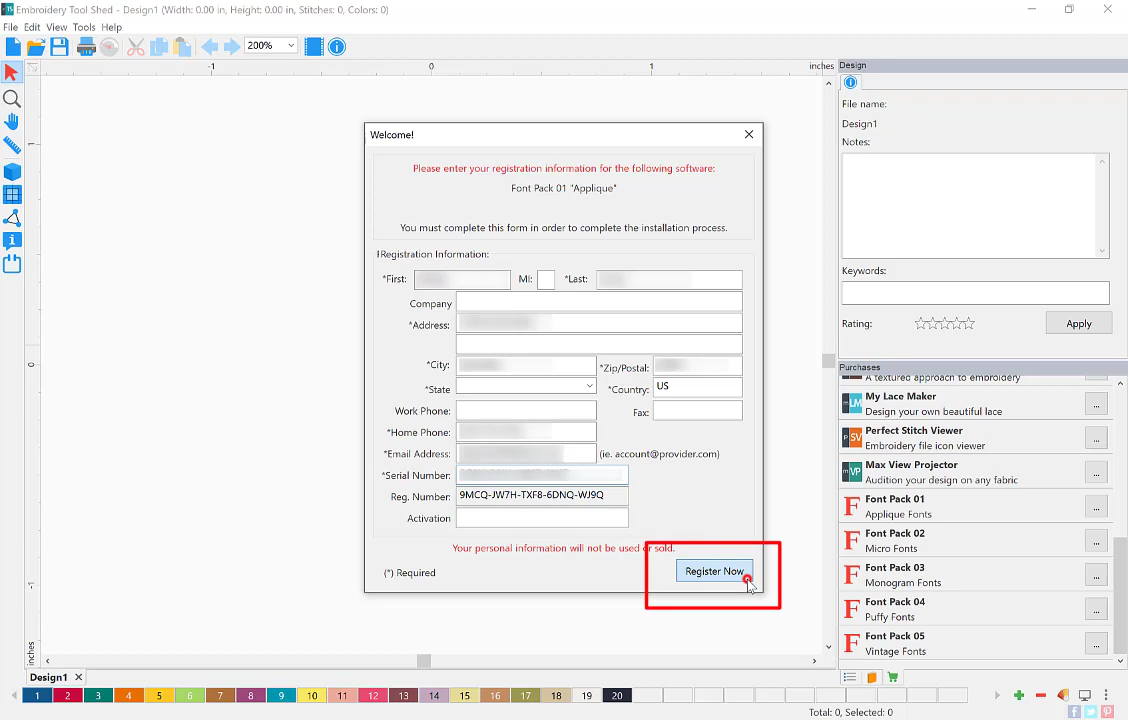 Embroidery Tool Shed - Design1 (Width: 0.00 in, Height: 0.00 in, Stitches: 0, Colors: 0)
File Edit View Tools Help
200%
-1 0 1 inches
1
0
-1
inches
Welcome!
Please enter your registration information for the following software:
Font Pack 01 "Applique"
You must complete this form in order to complete the installation process.
Registration Information:
*First: MI: *Last:
Company
*Address:
*City: *Zip/Postal:
*State *Country: US
Work Phone: Fax:
*Home Phone:
*Email Address: (ie. account@provider.com)
*Serial Number:
Reg. Number: 9MCQ-JW7H-TXF8-6DNQ-WJ9Q
Activation
Your personal information will not be used or sold.
(*) Required
Register Now
Design
File name:
Design1
Notes:
Keywords:
Rating: Apply
Purchases
A textured approach to embroidery
My Lace Maker
Design your own beautiful lace
Perfect Stitch Viewer
Embroidery file icon viewer
Max View Projector
Audition your design on any fabric
Font Pack 01
Applique Fonts
Font Pack 02
Micro Fonts
Font Pack 03
Monogram Fonts
Font Pack 04
Puffy Fonts
Font Pack 05
Vintage Fonts
Design1
1 2 3 4 5 6 7 8 9 10 11 12 13 14 15 16 17 18 19 20
Total: 0, Selected: 0